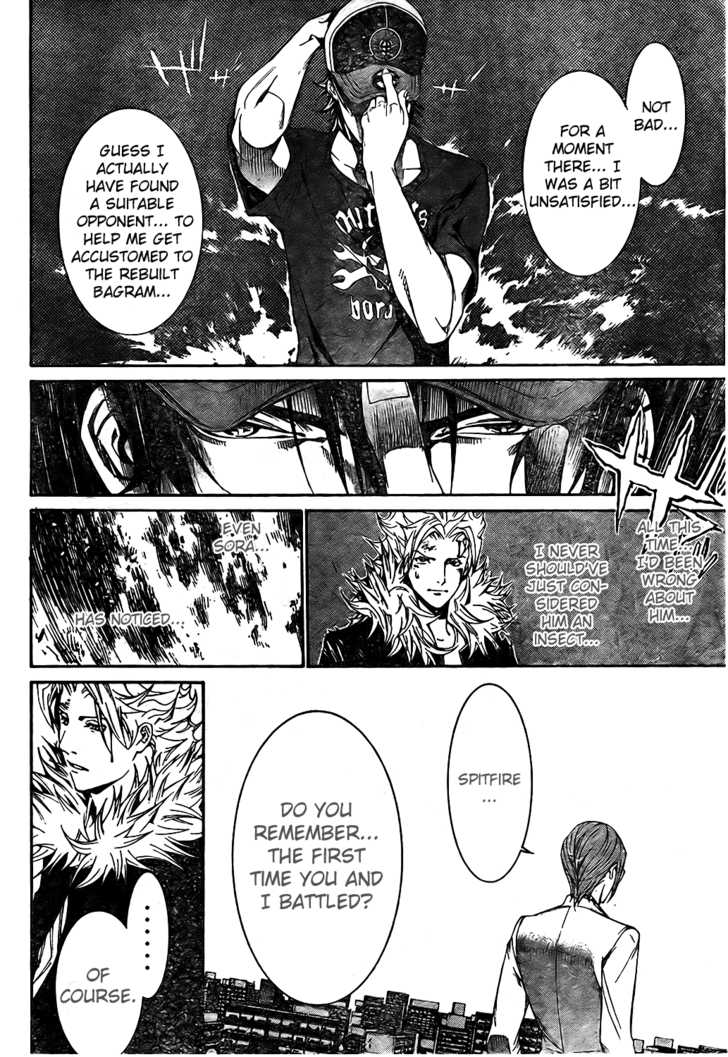 NOT
BAD...
FOR A
MOMENT
THERE... I
WAS A BIT
UNSATISFIED...
GUESS I
ACTUALLY
HAVE FOUND
A SUITABLE
OPPONENT... TO
HELP ME GET
ACCUSTOMED TO
THE REBUILT
BAGRAM...
ALL THIS
TIME...
I'D BEEN
WRONG
ABOUT
HIM...
I NEVER
SHOULD'VE
JUST CON-
SIDERED
HIM AN
INSECT...
EVEN
SORA...
HAS NOTICED...
SPITFIRE
...
DO YOU
REMEMBER...
THE FIRST
TIME YOU AND
I BATTLED?
.....
OF
COURSE.